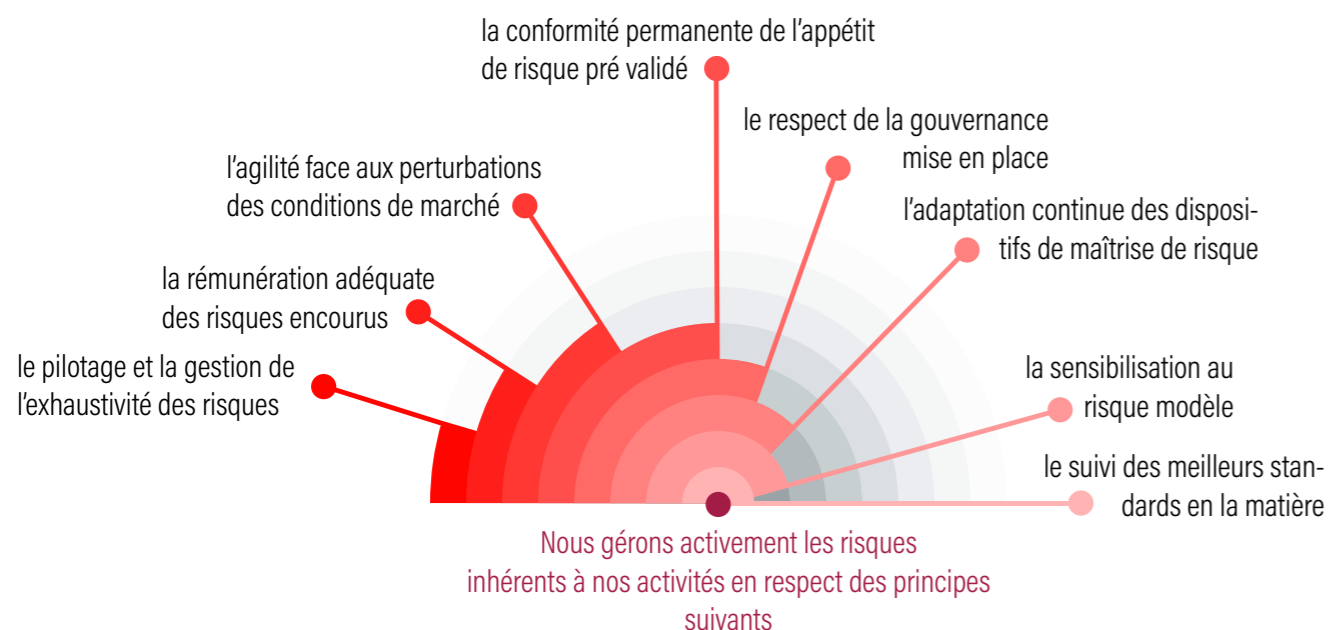 la conformité permanente de l’appétit
de risque pré validé
le respect de la gouvernance
mise en place
l’agilité face aux perturbations
des conditions de marché
l’adaptation continue des disposi-
tifs de maîtrise de risque
la rémunération adéquate
des risques encourus
le pilotage et la gestion de
l’exhaustivité des risques
la sensibilisation au
risque modèle
le suivi des meilleurs stan-
dards en la matière
Nous gérons activement les risques
inhérents à nos activités en respect des principes
suivants